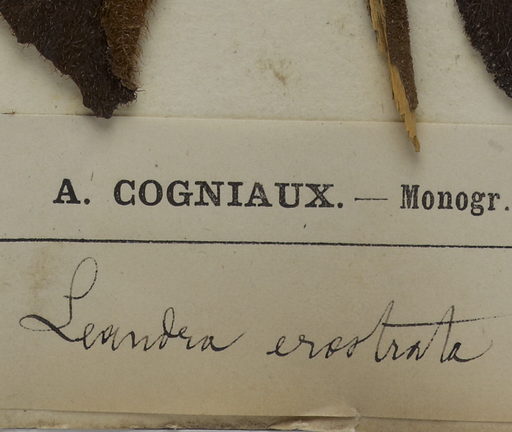 A. COGNIAUX. — Monogr.
Leandra erostrata